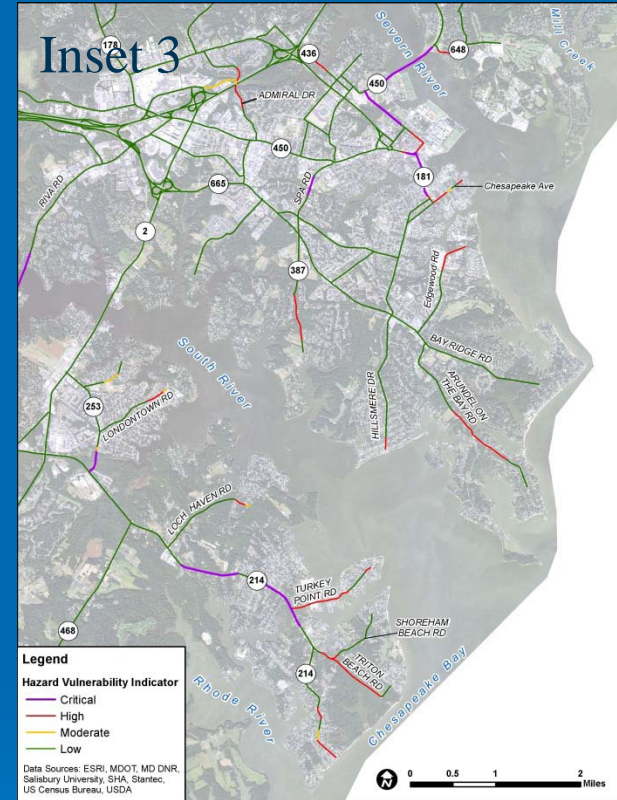 Inset 3
178
436
Severn River
648
Mill Creek
ADMIRAL DR
450
450
RIVA RD
665
SPA RD
181
Chesapeake Ave
2
387
Edgewood Rd
South River
BAY RIDGE RD
HILLSMERE DR
ARUNDEL ON
THE BAY RD
253
LONDONTOWN RD
LOCH HAVEN RD
214
TURKEY
POINT RD
468
SHOREHAM
BEACH RD
214
TRITON
BEACH RD
Rhode River
Chesapeake Bay
Legend
Hazard Vulnerability Indicator
Critical
High
Moderate
Low
Data Sources: ESRI, MDOT, MD DNR,
Salisbury University, SHA, Stantec,
US Census Bureau, USDA
N
0 0.5 1 2
Miles